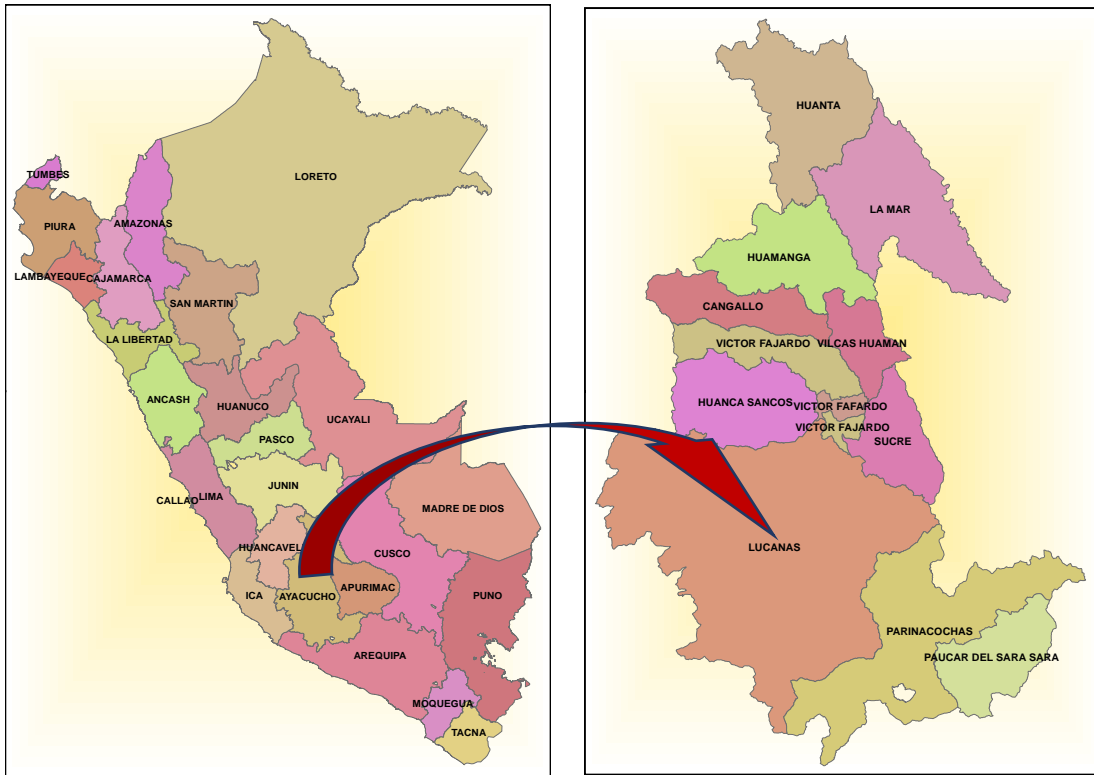 TUMBES
LORETO
PIURA
AMAZONAS
LAMBAYEQUE
CAJAMARCA
SAN MARTIN
LA LIBERTAD
ANCASH
HUANUCO
UCAYALI
PASCO
JUNIN
LIMA
CALLAO
MADRE DE DIOS
HUANCAVEL
CUSCO
ICA
AYACUCHO
APURIMAC
PUNO
AREQUIPA
MOQUEGUA
TACNA
HUANTA
LA MAR
HUAMANGA
CANGALLO
VICTOR FAJARDO
VILCAS HUAMAN
HUANCA SANCOS
VICTOR FAFARDO
VICTOR FAJARDO
SUCRE
LUCANAS
PARINACOCHAS
PAUCAR DEL SARA SARA